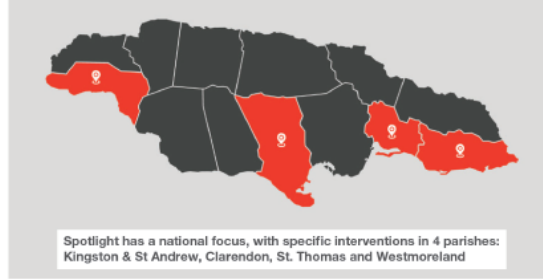 Spotlight has a national focus, with specific interventions in 4 parishes:
Kingston & St Andrew, Clarendon, St. Thomas and Westmoreland